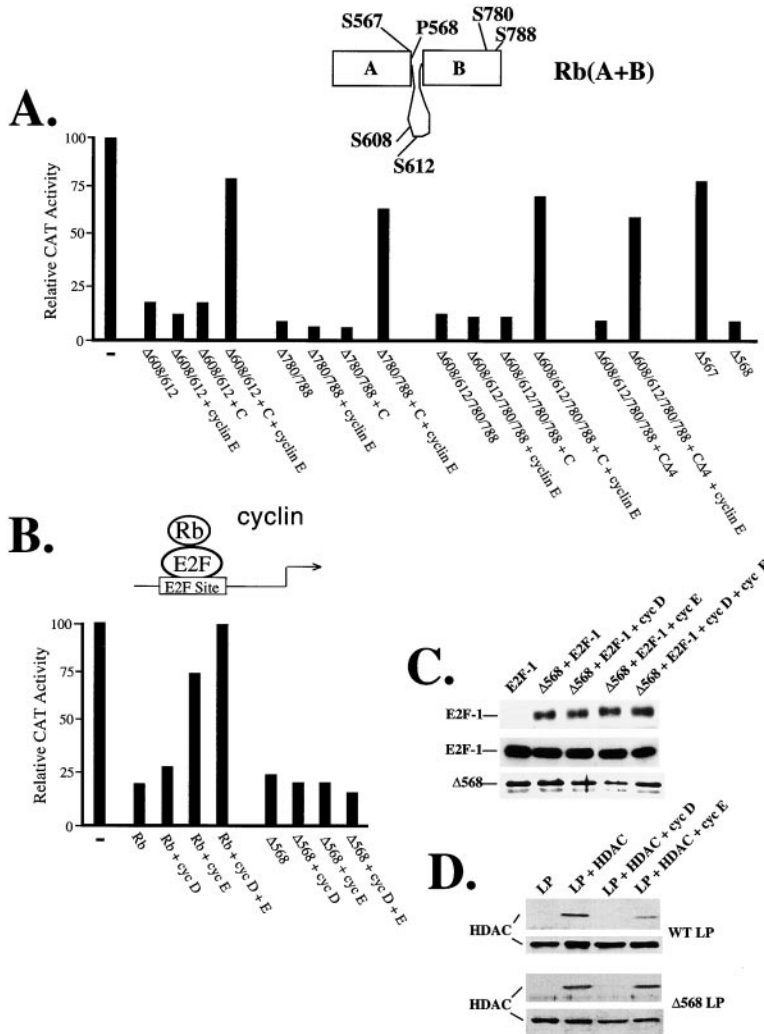 S567
P568
S780
S788
A
B
Rb(A+B)
S608
S612
A.
Relative CAT Activity
100
75
25
0
-
Δ608/612
Δ608/612 + cyclin E
Δ608/612 + C
Δ608/612 + C + cyclin E
Δ780/788
Δ780/788 + cyclin E
Δ780/788 + C
Δ780/788 + C + cyclin E
Δ608/612/780/788
Δ608/612/780/788 + cyclin E
Δ608/612/780/788 + C
Δ608/612/780/788 + C + cyclin E
Δ608/612/780/788 + CΔ4
Δ608/612/780/788 + CΔ4 + cyclin E
Δ567
Δ568
B.
Rb
cyclin
E2F
E2F Site
Relative CAT Activity
100
75
50
25
0
-
Rb
Rb + cyc D
Rb + cyc E
Rb + cyc D + E
Δ568
Δ568 + cyc D
Δ568 + cyc E
Δ568 + cyc D + E
C.
E2F-1
Δ568 + E2F-1
Δ568 + E2F-1 + cyc D
Δ568 + E2F-1 + cyc E
Δ568 + E2F-1 + cyc D + cyc E
E2F-1
E2F-1
Δ568
D.
LP
LP + HDAC
LP + HDAC + cyc D
LP + HDAC + cyc E
HDAC
WT LP
HDAC
Δ568 LP